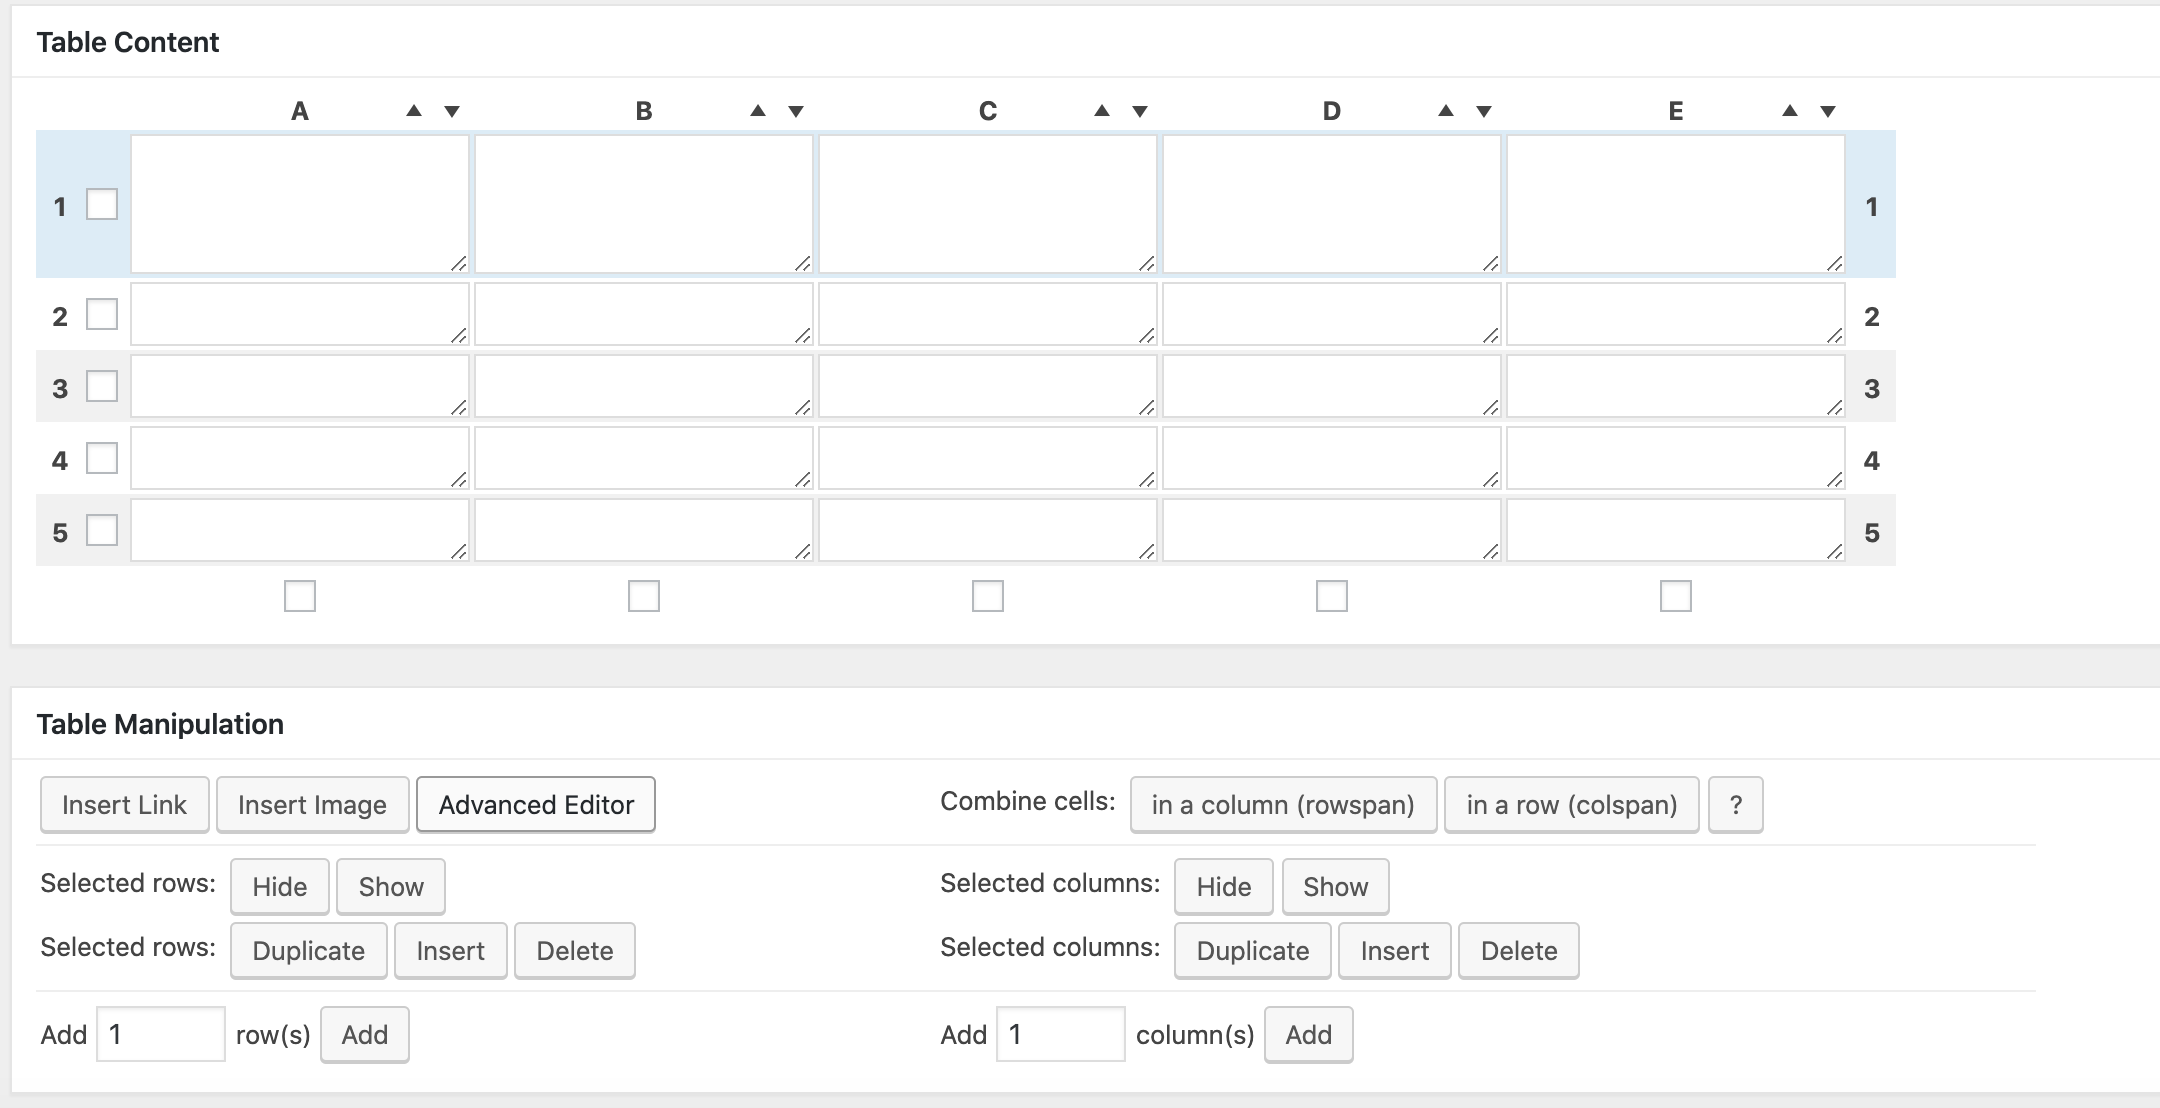 Table Content
A ▲ ▼ B ▲ ▼ C ▲ ▼ D ▲ ▼ E ▲ ▼
1 1
2 2
3 3
4 4
5 5
Table Manipulation
Insert Link Insert Image Advanced Editor Combine cells: in a column (rowspan) in a row (colspan) ?
Selected rows: Hide Show Selected columns: Hide Show
Selected rows: Duplicate Insert Delete Selected columns: Duplicate Insert Delete
Add 1 row(s) Add Add 1 column(s) Add